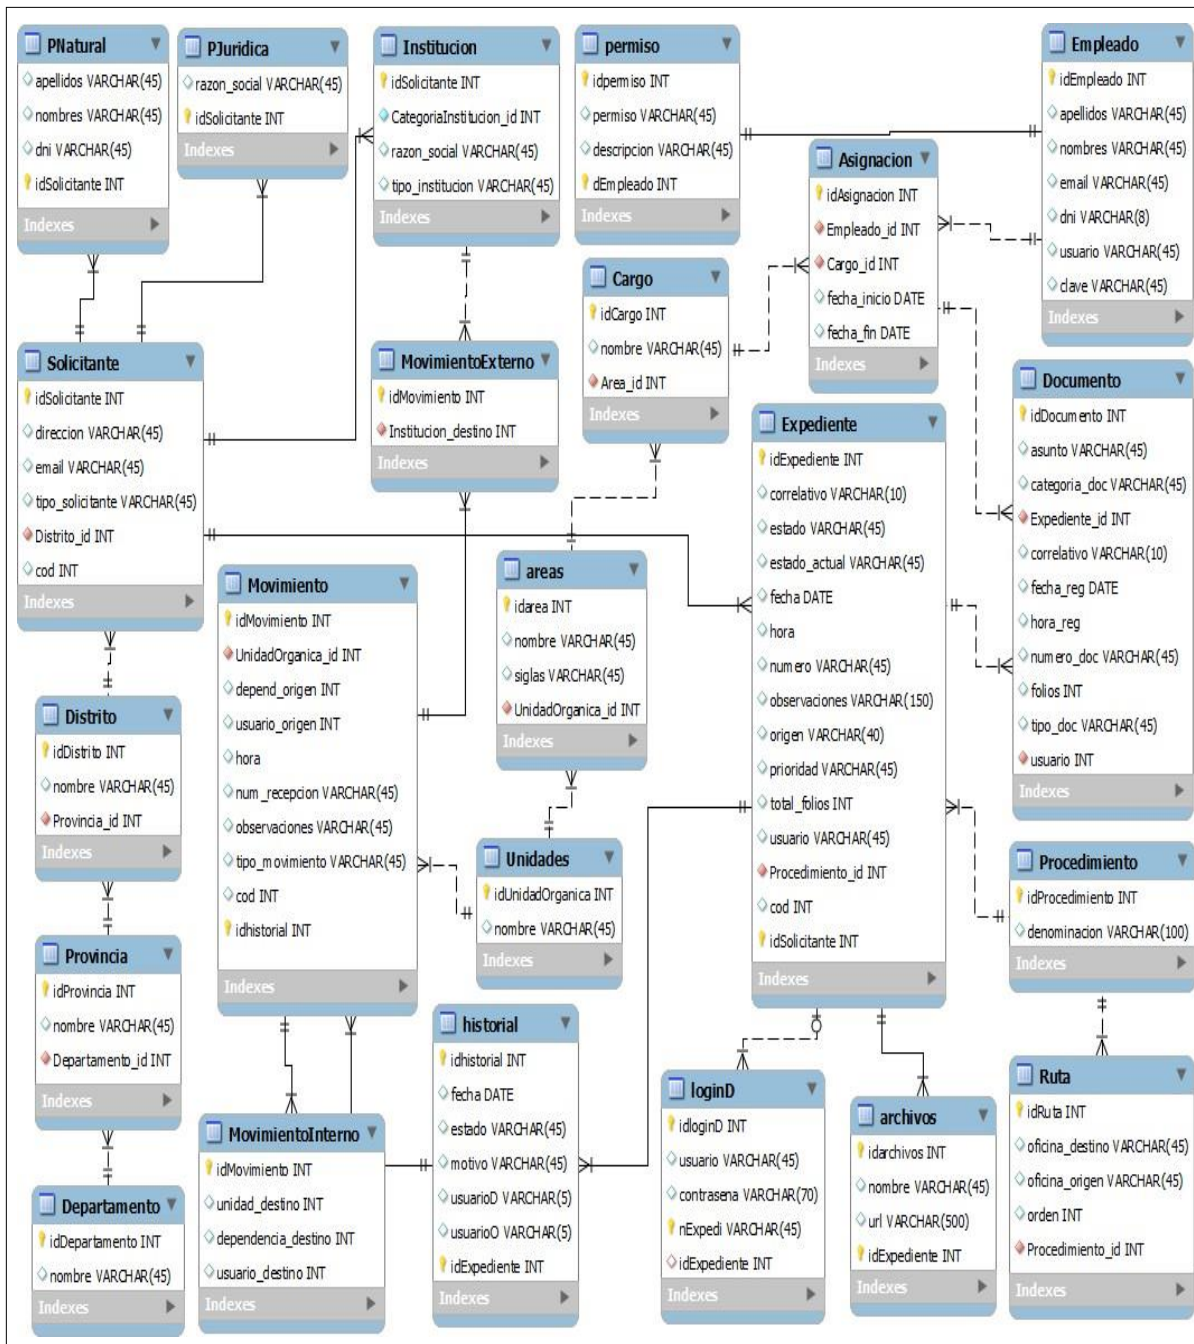 PNatural
apellidos VARCHAR(45)
nombres VARCHAR(45)
dni VARCHAR(45)
idSolicitante INT
Indexes
PJuridica
razon_social VARCHAR(45)
idSolicitante INT
Indexes
Institucion
idSolicitante INT
CategoriaInstitucion_id INT
razon_social VARCHAR(45)
tipo_institucion VARCHAR(45)
Indexes
permiso
idpermiso INT
permiso VARCHAR(45)
descripcion VARCHAR(45)
dEmpleado INT
Indexes
Empleado
idEmpleado INT
apellidos VARCHAR(45)
nombres VARCHAR(45)
email VARCHAR(45)
dni VARCHAR(8)
usuario VARCHAR(45)
clave VARCHAR(45)
Indexes
Asignacion
idAsignacion INT
Empleado_id INT
Cargo_id INT
fecha_inicio DATE
fecha_fin DATE
Indexes
Cargo
idCargo INT
nombre VARCHAR(45)
Area_id INT
Indexes
Solicitante
idSolicitante INT
direccion VARCHAR(45)
email VARCHAR(45)
tipo_solicitante VARCHAR(45)
Distrito_id INT
cod INT
Indexes
MovimientoExterno
idMovimiento INT
Institucion_destino INT
Indexes
Documento
idDocumento INT
asunto VARCHAR(45)
categoria_doc VARCHAR(45)
Expediente_id INT
correlativo VARCHAR(10)
fecha_reg DATE
hora_reg
numero_doc VARCHAR(45)
folios INT
tipo_doc VARCHAR(45)
usuario INT
Indexes
Expediente
idExpediente INT
correlativo VARCHAR(10)
estado VARCHAR(45)
estado_actual VARCHAR(45)
fecha DATE
hora
numero VARCHAR(45)
observaciones VARCHAR(150)
origen VARCHAR(40)
prioridad VARCHAR(45)
total_folios INT
usuario VARCHAR(45)
Procedimiento_id INT
cod INT
idSolicitante INT
Indexes
Movimiento
idMovimiento INT
UnidadOrganica_id INT
depend_origen INT
usuario_origen INT
hora
num_recepcion VARCHAR(45)
observaciones VARCHAR(45)
tipo_movimiento VARCHAR(45)
cod INT
idhistorial INT
Indexes
areas
idarea INT
nombre VARCHAR(45)
siglas VARCHAR(45)
UnidadOrganica_id INT
Indexes
Distrito
idDistrito INT
nombre VARCHAR(45)
Provincia_id INT
Indexes
Unidades
idUnidadOrganica INT
nombre VARCHAR(45)
Indexes
Procedimiento
idProcedimiento INT
denominacion VARCHAR(100)
Indexes
Provincia
idProvincia INT
nombre VARCHAR(45)
Departamento_id INT
Indexes
historial
idhistorial INT
fecha DATE
estado VARCHAR(45)
motivo VARCHAR(45)
usuarioD VARCHAR(5)
usuarioO VARCHAR(5)
idExpediente INT
Indexes
loginD
idloginD INT
usuario VARCHAR(45)
contrasena VARCHAR(70)
nExpedi VARCHAR(45)
idExpediente INT
Indexes
archivos
idarchivos INT
nombre VARCHAR(45)
url VARCHAR(500)
idExpediente INT
Indexes
Ruta
idRuta INT
oficina_destino VARCHAR(45)
oficina_origen VARCHAR(45)
orden INT
Procedimiento_id INT
Indexes
MovimientoInterno
idMovimiento INT
unidad_destino INT
dependencia_destino INT
usuario_destino INT
Indexes
Departamento
idDepartamento INT
nombre VARCHAR(45)
Indexes